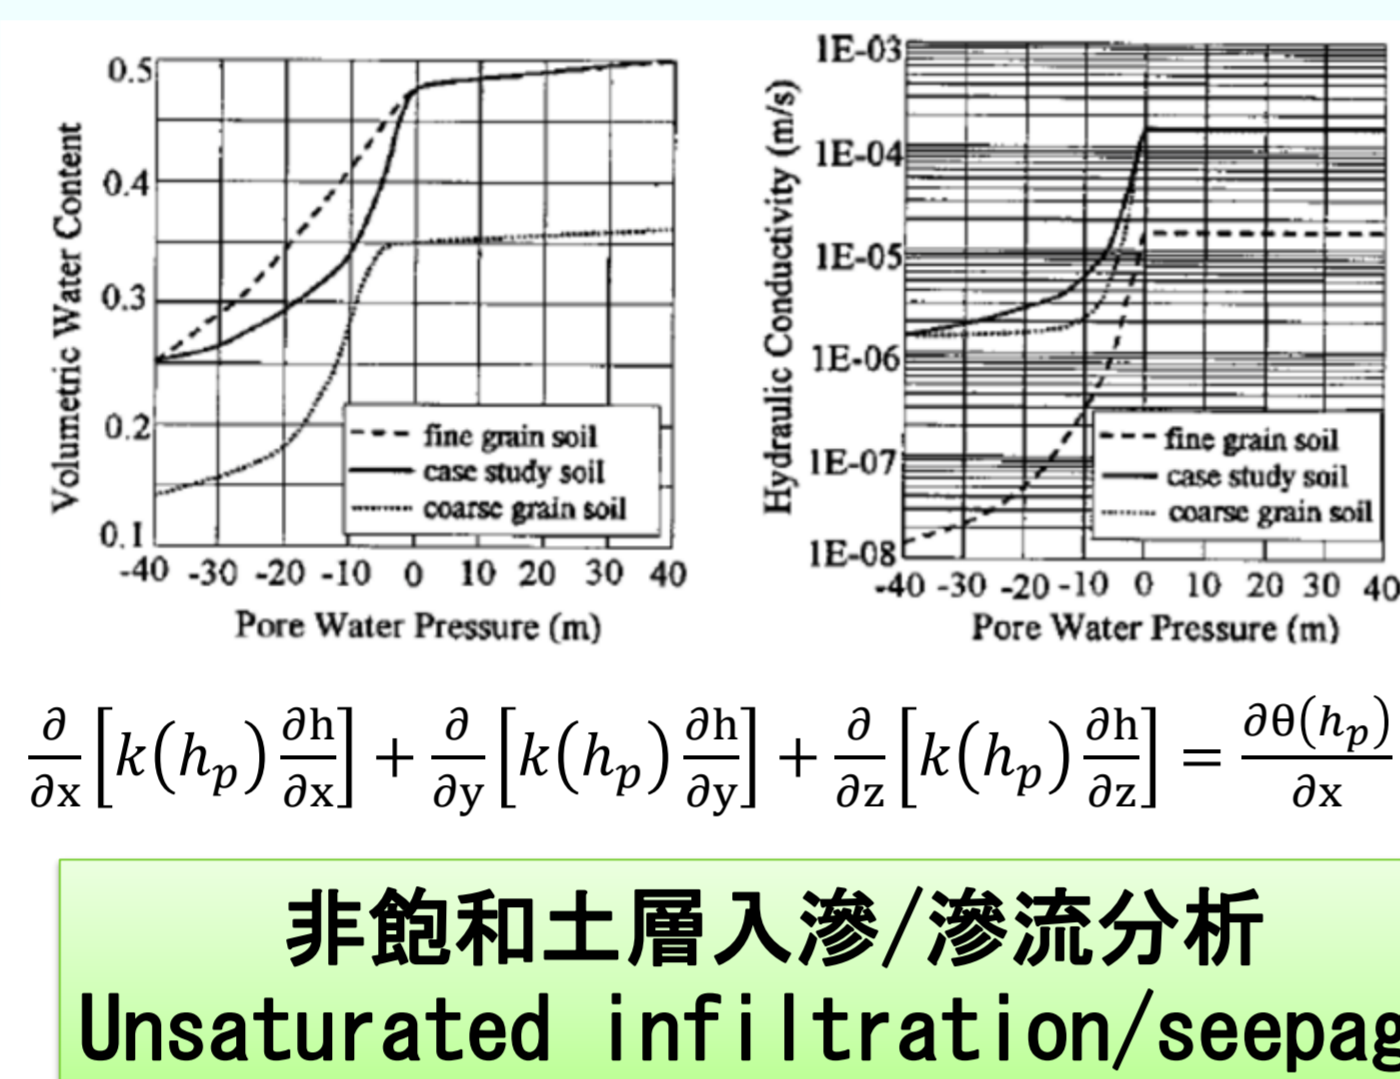 0.5
0.4
0.3
0.2
0.1
Volumetric Water Content
-40 -30 -20 -10 0 10 20 30 40
Pore Water Pressure (m)
fine grain soil
case study soil
coarse grain soil
1E-03
1E-04
1E-05
1E-06
1E-07
1E-08
Hydraulic Conductivity (m/s)
-40 -30 -20 -10 0 10 20 30 40
Pore Water Pressure (m)
fine grain soil
case study soil
coarse grain soil
∂/∂x [k(hₚ) ∂h/∂x] + ∂/∂y [k(hₚ) ∂h/∂y] + ∂/∂z [k(hₚ) ∂h/∂z] = ∂θ(hₚ)/∂x
非飽和土層入滲/滲流分析
Unsaturated infiltration/seepag